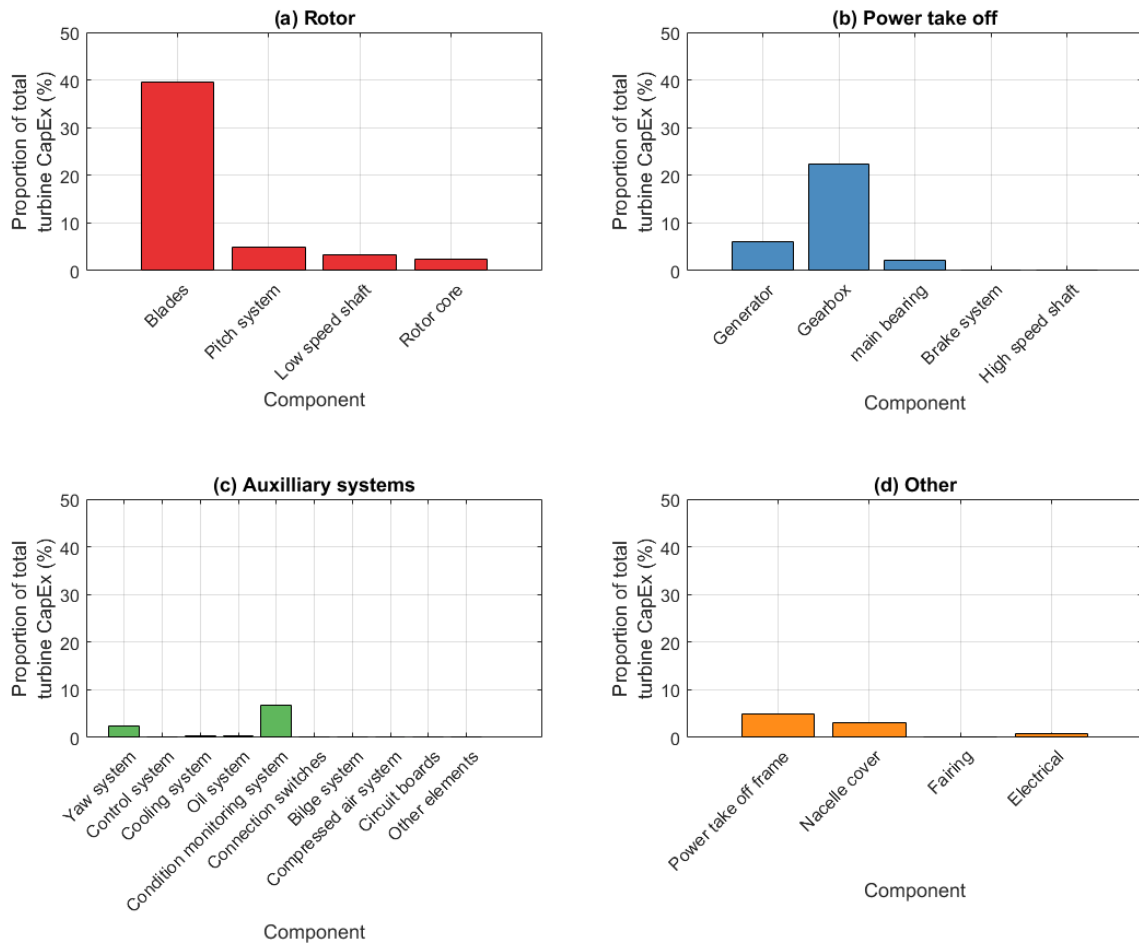 (a) Rotor
Proportion of total
turbine CapEx (%)
50
40
30
20
10
0
Blades
Pitch system
Low speed shaft
Rotor core
Component
(b) Power take off
Proportion of total
turbine CapEx (%)
50
40
30
20
10
0
Generator
Gearbox
main bearing
Brake system
High speed shaft
Component
(c) Auxilliary systems
Proportion of total
turbine CapEx (%)
50
40
30
20
10
0
Yaw system
Control system
Cooling system
Oil system
Condition monitoring system
Connection switches
Bilge system
Compressed air system
Circuit boards
Other elements
Component
(d) Other
Proportion of total
turbine CapEx (%)
50
40
30
20
10
0
Power take off frame
Nacelle cover
Fairing
Electrical
Component